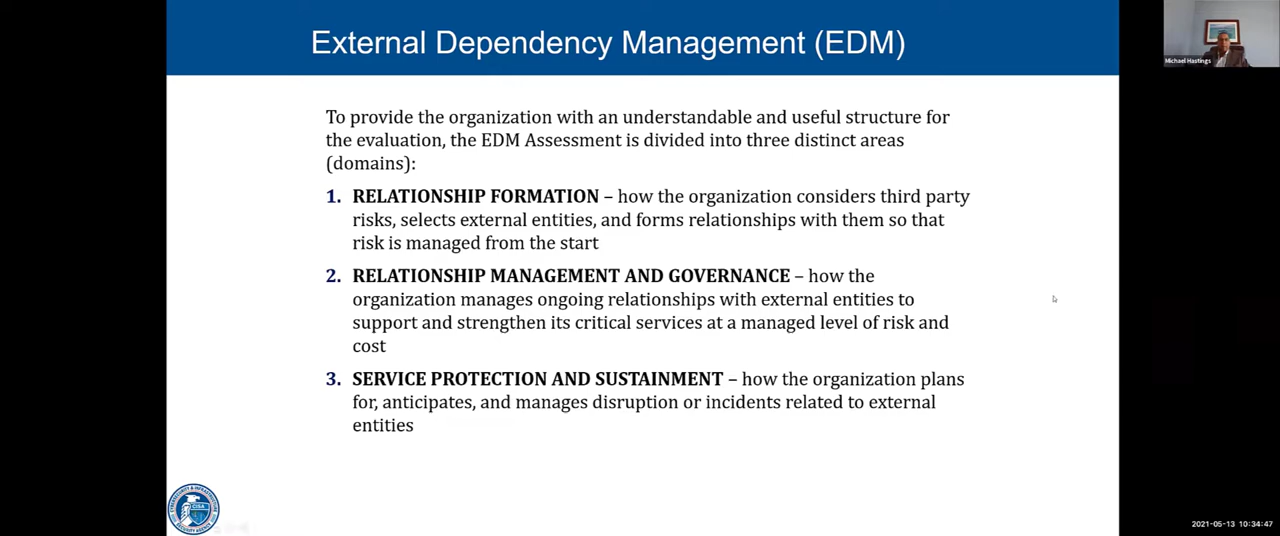 External Dependency Management (EDM)
Michael Hastings
To provide the organization with an understandable and useful structure for
the evaluation, the EDM Assessment is divided into three distinct areas
(domains):
1. RELATIONSHIP FORMATION – how the organization considers third party
risks, selects external entities, and forms relationships with them so that
risk is managed from the start
2. RELATIONSHIP MANAGEMENT AND GOVERNANCE – how the
organization manages ongoing relationships with external entities to
support and strengthen its critical services at a managed level of risk and
cost
3. SERVICE PROTECTION AND SUSTAINMENT – how the organization plans
for, anticipates, and manages disruption or incidents related to external
entities
CYBERSECURITY & INFRASTRUCTURE
CISA
SECURITY AGENCY
2021-05-13 10:34:47